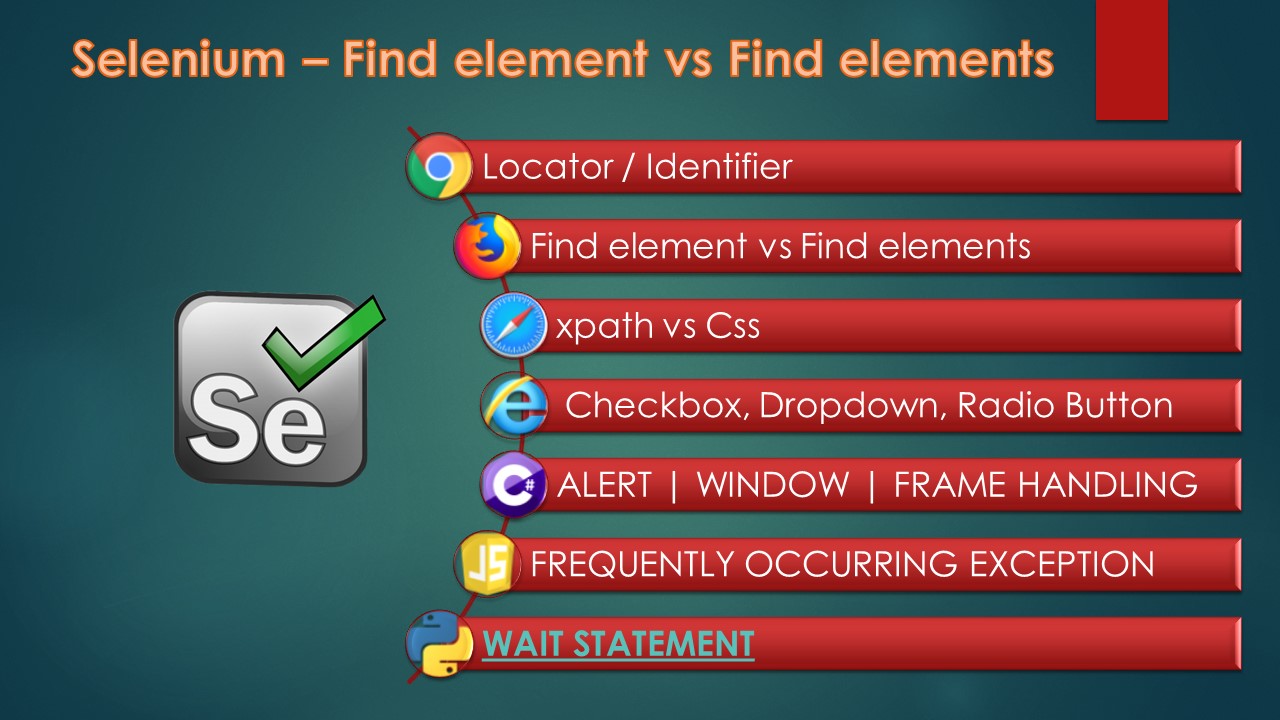 Selenium – Find element vs Find elements
Locator / Identifier
Find element vs Find elements
xpath vs Css
Checkbox, Dropdown, Radio Button
ALERT | WINDOW | FRAME HANDLING
FREQUENTLY OCCURRING EXCEPTION
WAIT STATEMENT
Se
C#
JS